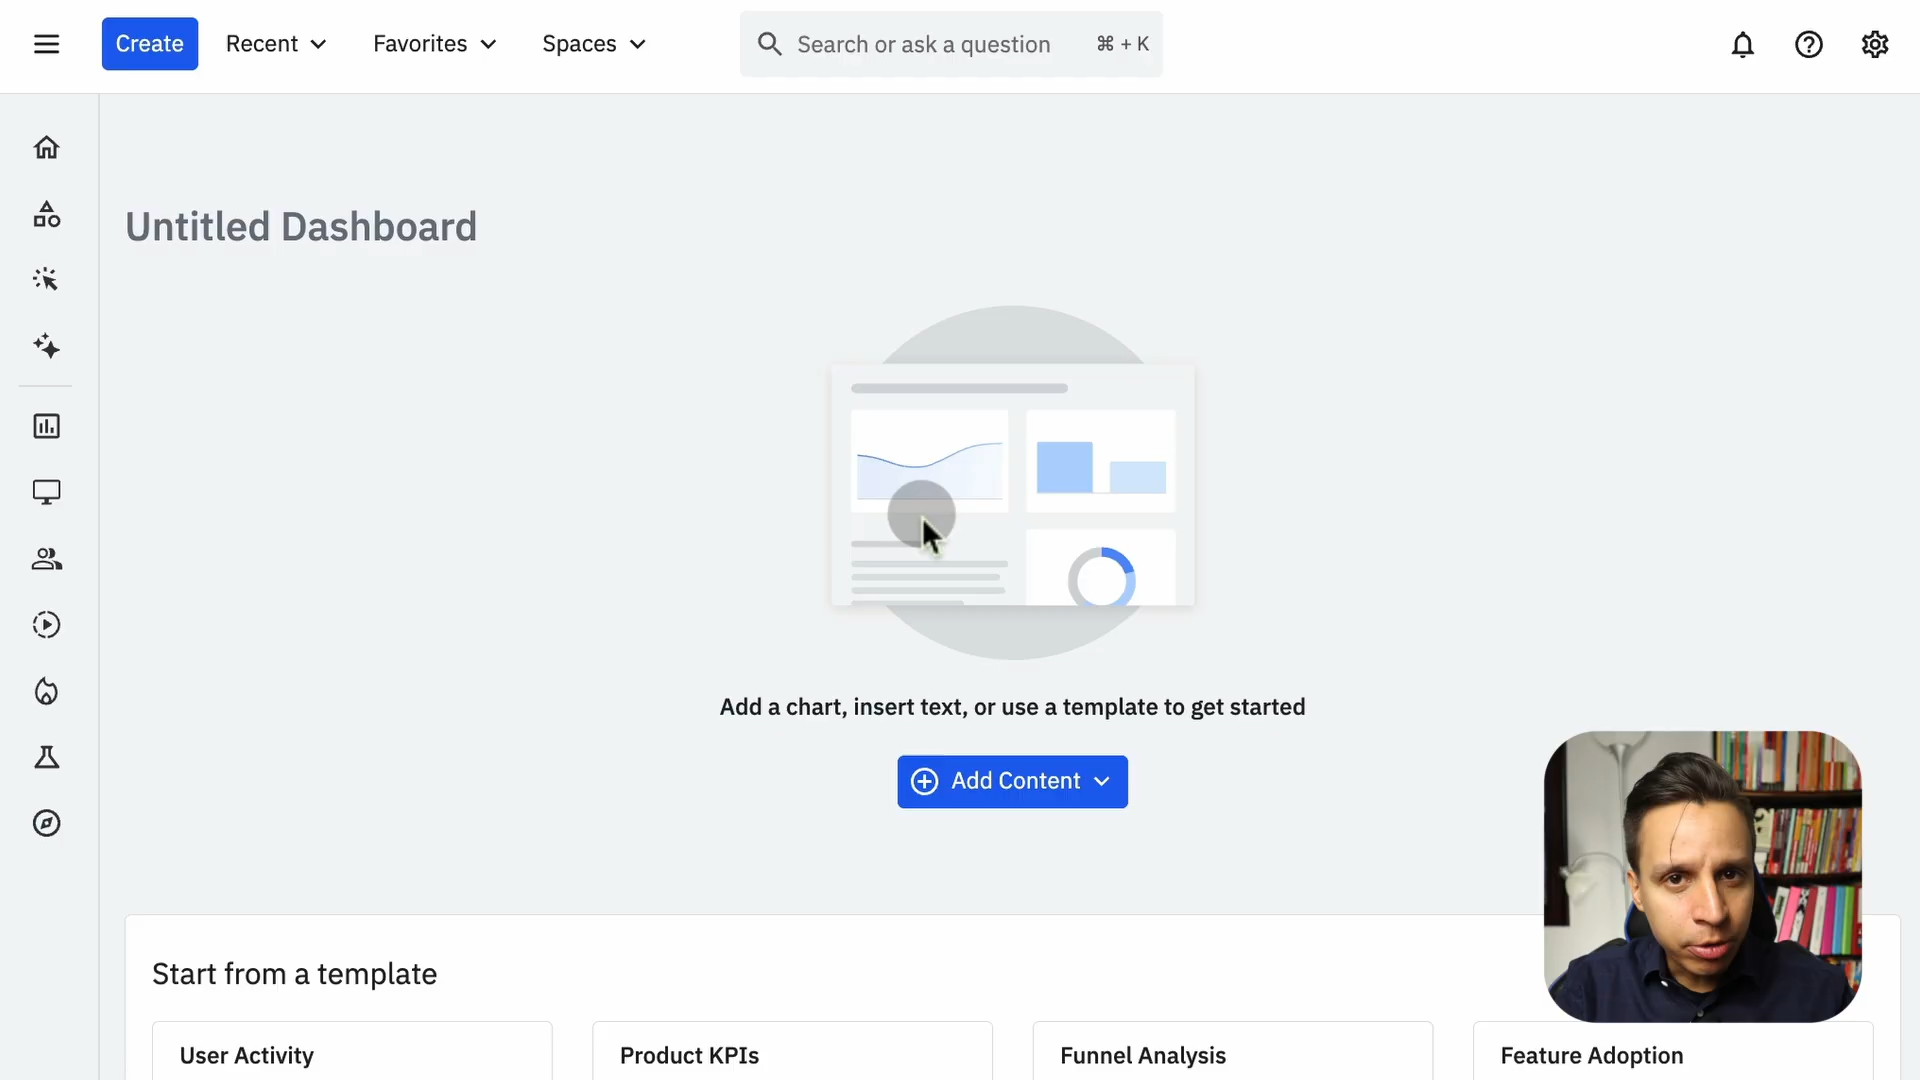 Create
Recent
Favorites
Spaces
Search or ask a question
⌘ + K
Untitled Dashboard
Add a chart, insert text, or use a template to get started
Add Content
Start from a template
User Activity
Product KPIs
Funnel Analysis
Feature Adoption